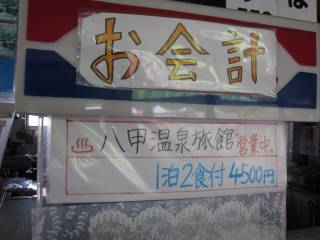 お会計
♨八甲温泉旅館 営業中、
1泊2食付 4500円